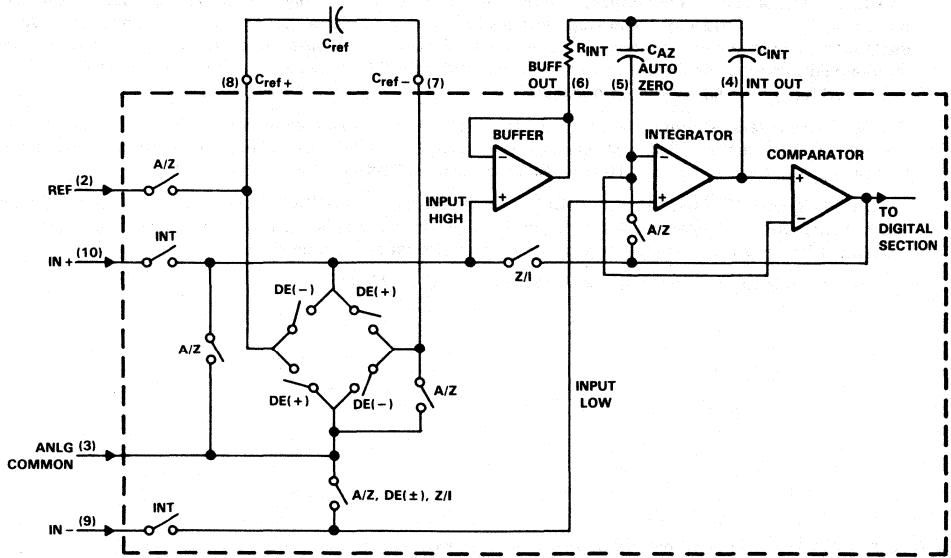 Cref
(8) Cref+
Cref- (7)
RINT
BUFF
OUT
(6)
CAZ
AUTO
ZERO
(5)
CINT
(4) INT OUT
BUFFER
-
+
INTEGRATOR
-
+
COMPARATOR
+
-
A/Z
REF (2)
INPUT
HIGH
A/Z
TO
DIGITAL
SECTION
INT
IN+ (10)
Z/I
DE(-)
DE(+)
A/Z
DE(+)
DE(-)
A/Z
INPUT
LOW
ANLG (3)
COMMON
A/Z, DE(±), Z/I
INT
IN- (9)